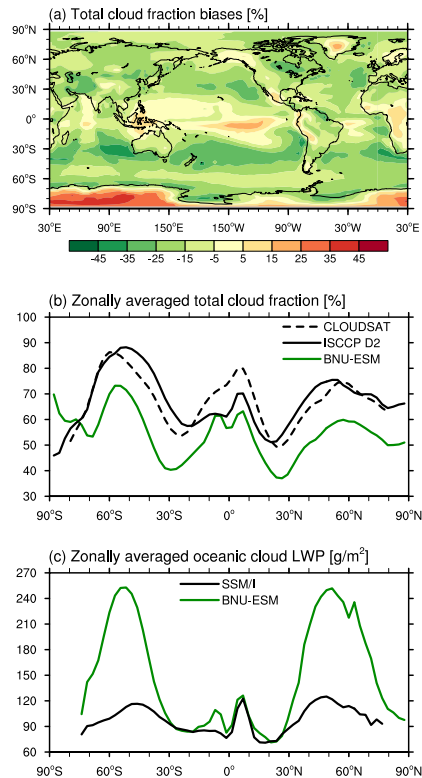 (a) Total cloud fraction biases [%]
90°N
60°N
30°N
0°
30°S
60°S
90°S
30°E 90°E 150°E 150°W 90°W 30°W 30°E
-45 -35 -25 -15 -5 5 15 25 35 45
(b) Zonally averaged total cloud fraction [%]
100
90
80
70
60
50
40
30
CLOUDSAT
ISCCP D2
BNU-ESM
90°S 60°S 30°S 0° 30°N 60°N 90°N
(c) Zonally averaged oceanic cloud LWP [g/m²]
270
240
210
180
150
120
90
60
SSM/I
BNU-ESM
90°S 60°S 30°S 0° 30°N 60°N 90°N